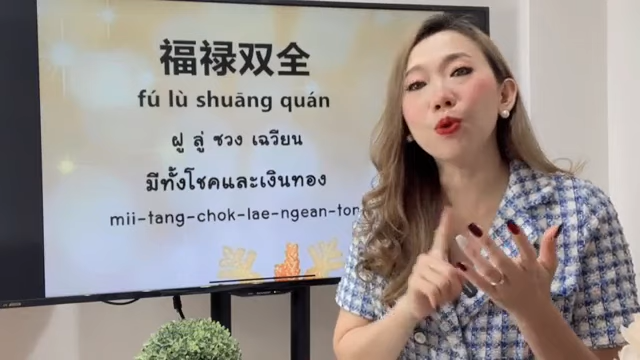 福禄双全
fú lù shuāng quán
ฝู ลู่ ซวง เฉวียน
มีทั้งโชคและเงินทอง
mii-tang-chok-lae-ngean-ton